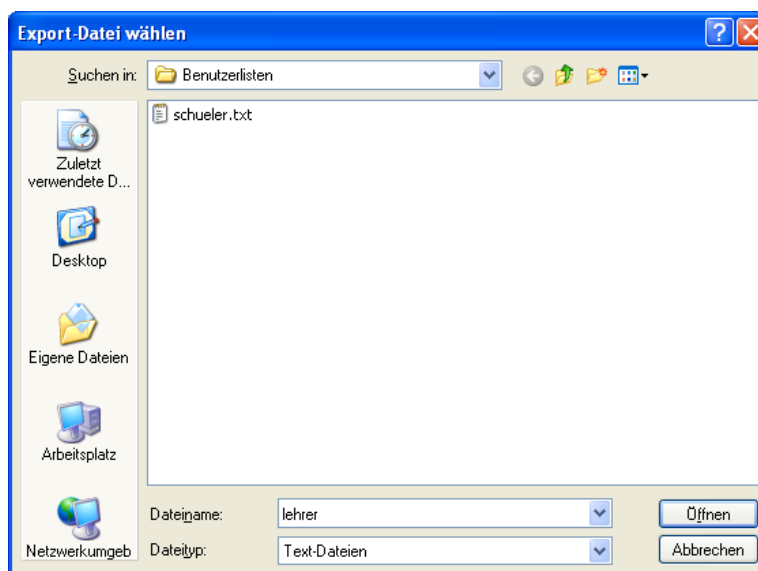 Export-Datei wählen
Suchen in: Benutzerlisten
schueler.txt
Zuletzt
verwendete D...
Desktop
Eigene Dateien
Arbeitsplatz
Netzwerkumgeb
Dateiname: lehrer Öffnen
Dateityp: Text-Dateien Abbrechen